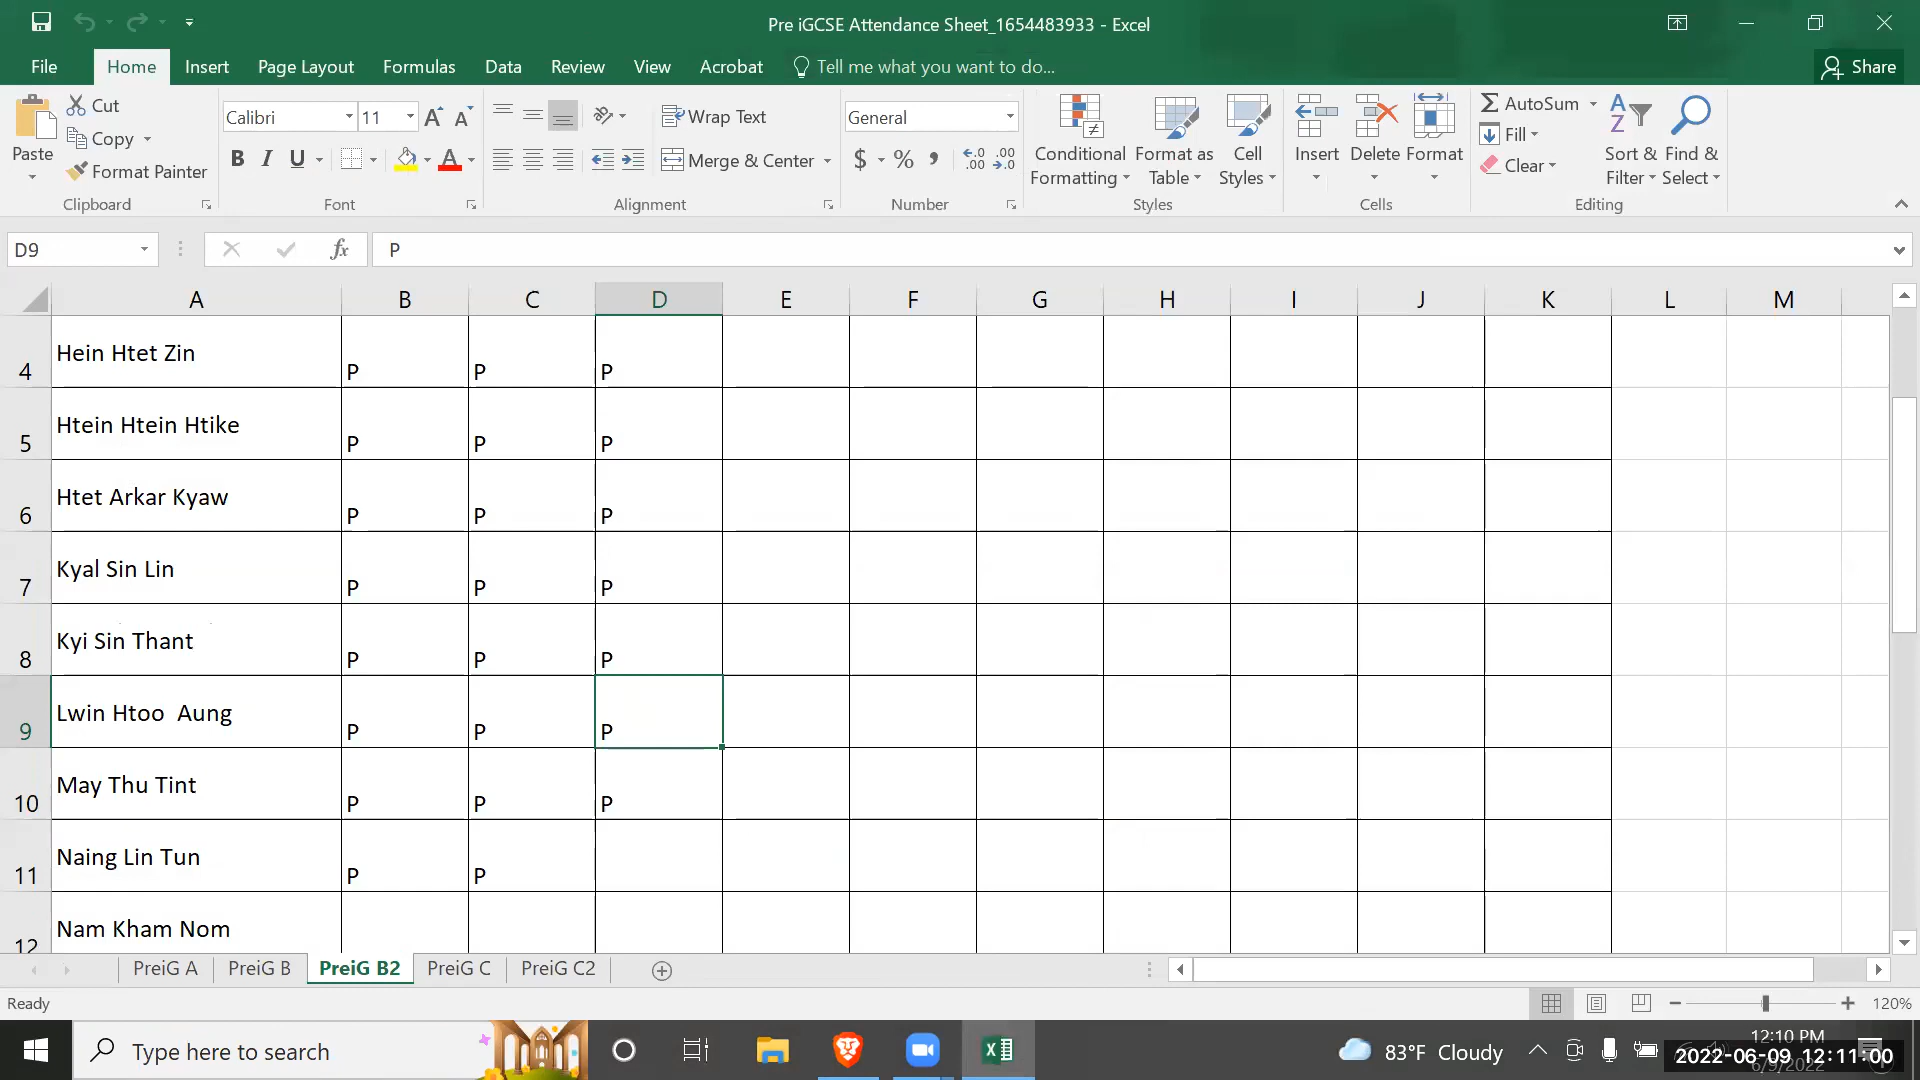 Pre iGCSE Attendance Sheet_1654483933 - Excel
File Home Insert Page Layout Formulas Data Review View Acrobat Tell me what you want to do... Share
Paste
Cut
Copy
Format Painter
Clipboard
Calibri 11
B I U A
Font
Wrap Text
Merge & Center
Alignment
General
$ % ,
Number
Conditional Formatting
Format as Table
Cell Styles
Styles
Insert Delete Format
Cells
AutoSum
Fill
Clear
Sort & Filter
Find & Select
Editing
D9 fx P
A B C D E F G H I J K L M
4 Hein Htet Zin P P P
5 Htein Htein Htike P P P
6 Htet Arkar Kyaw P P P
7 Kyal Sin Lin P P P
8 Kyi Sin Thant P P P
9 Lwin Htoo  Aung P P P
10 May Thu Tint P P P
11 Naing Lin Tun P P
12 Nam Kham Nom
PreiG A PreiG B PreiG B2 PreiG C PreiG C2
Ready 120%
Type here to search 83°F Cloudy
12:10 PM
6/9/2022
2022-06-09 12:11:00